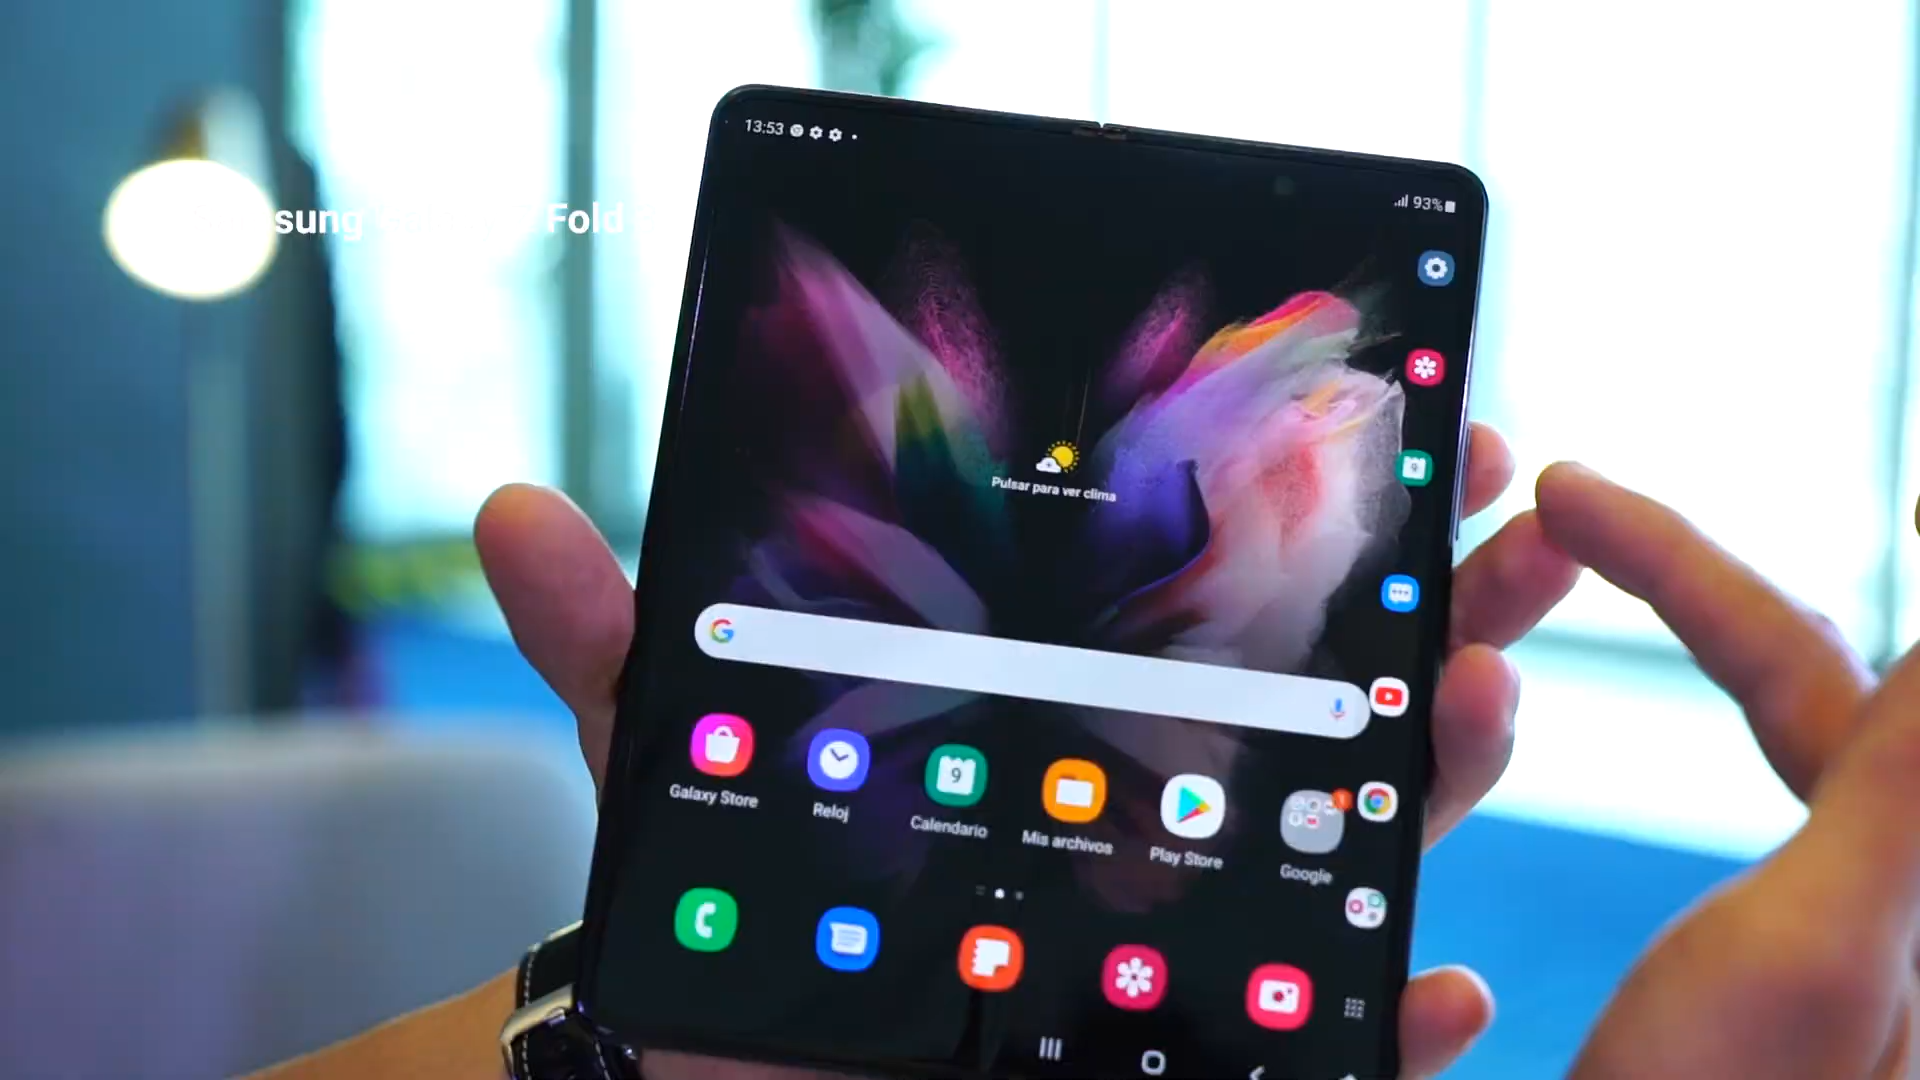 13:53
93%
sung Fold
Pulsar para ver clima
9
G
Galaxy Store
Reloj
9
Calendario
Mis archivos
Play Store
Google